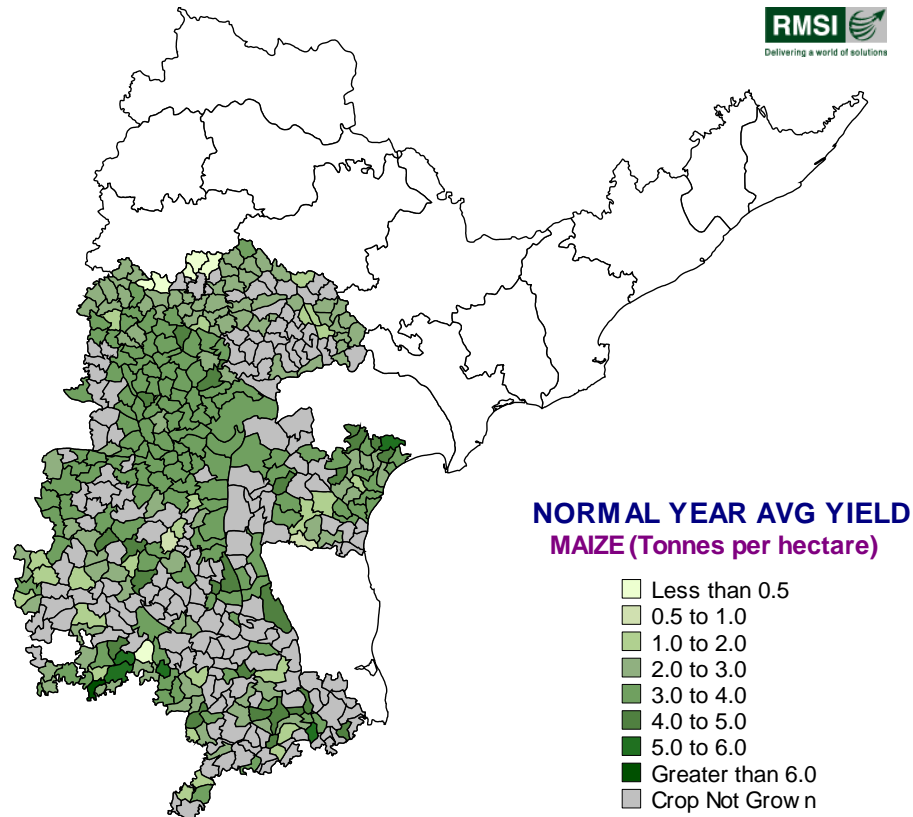 RMSI
Delivering a world of solutions
NORMAL YEAR AVG YIELD
MAIZE (Tonnes per hectare)
Less than 0.5
0.5 to 1.0
1.0 to 2.0
2.0 to 3.0
3.0 to 4.0
4.0 to 5.0
5.0 to 6.0
Greater than 6.0
Crop Not Grown